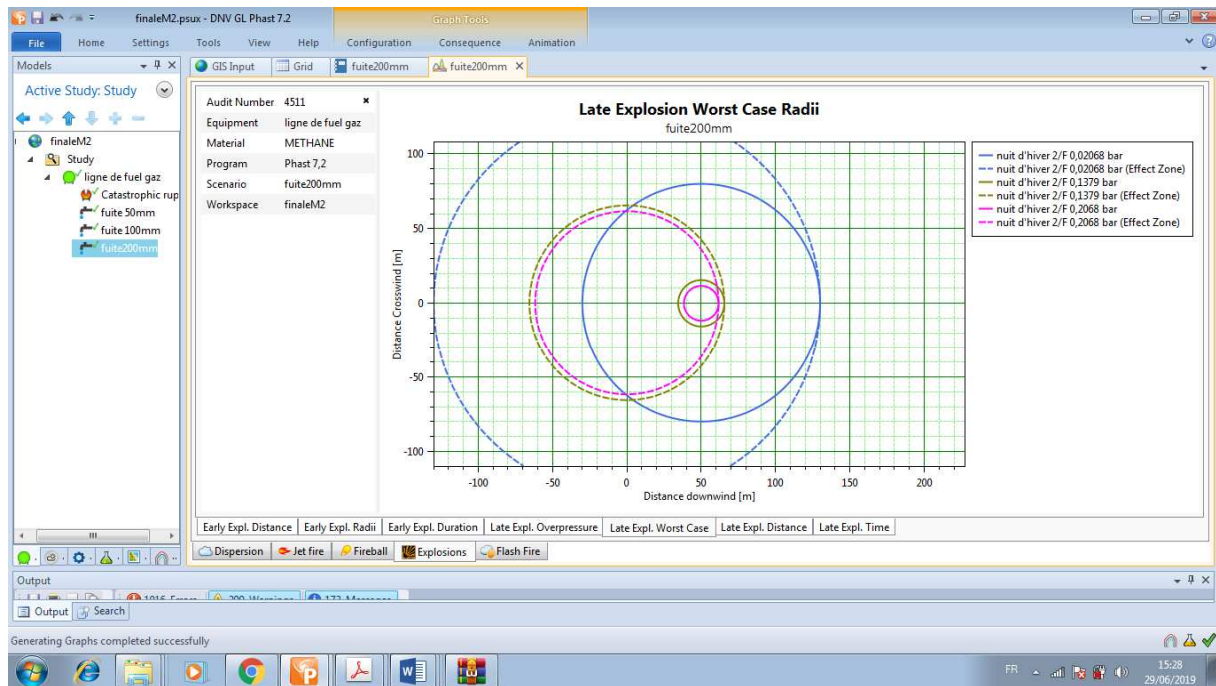 finaleM2.psux - DNV GL Phast 7.2
Graph Tools
File Home Settings Tools View Help Configuration Consequence Animation
Models
GIS Input Grid fuite200mm fuite200mm
Active Study: Study
finaleM2
Study
ligne de fuel gaz
Catastrophic rup
fuite 50mm
fuite 100mm
fuite200mm
Audit Number 4511
Equipment ligne de fuel gaz
Material METHANE
Program Phast 7,2
Scenario fuite200mm
Workspace finaleM2
Late Explosion Worst Case Radii
fuite200mm
Distance Crosswind [m]
100
50
0
-50
-100
-100 -50 0 50 100 150 200
Distance downwind [m]
nuit d'hiver 2/F 0,02068 bar
nuit d'hiver 2/F 0,02068 bar (Effect Zone)
nuit d'hiver 2/F 0,1379 bar
nuit d'hiver 2/F 0,1379 bar (Effect Zone)
nuit d'hiver 2/F 0,2068 bar
nuit d'hiver 2/F 0,2068 bar (Effect Zone)
Early Expl. Distance Early Expl. Radii Early Expl. Duration Late Expl. Overpressure Late Expl. Worst Case Late Expl. Distance Late Expl. Time
Dispersion Jet fire Fireball Explosions Flash Fire
Output
Output Search
Generating Graphs completed successfully
FR
15:28
29/06/2019